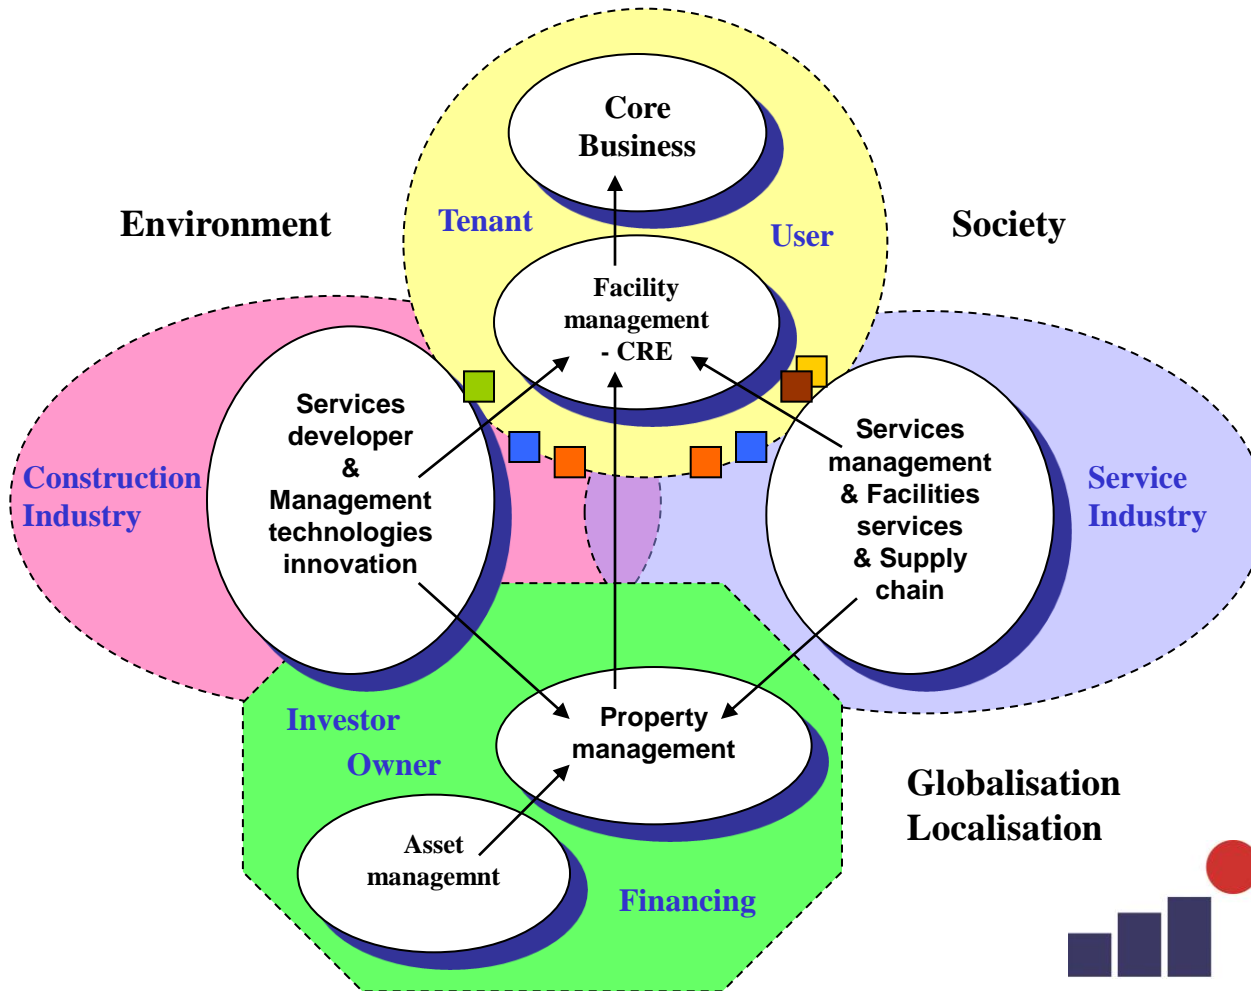 Core
Business
Environment
Tenant
User
Society
Facility
management
- CRE
Services
developer
&
Management
technologies
innovation
Construction
Industry
Services
management
& Facilities
services
& Supply
chain
Service
Industry
Investor
Owner
Property
management
Asset
managemnt
Financing
Globalisation
Localisation